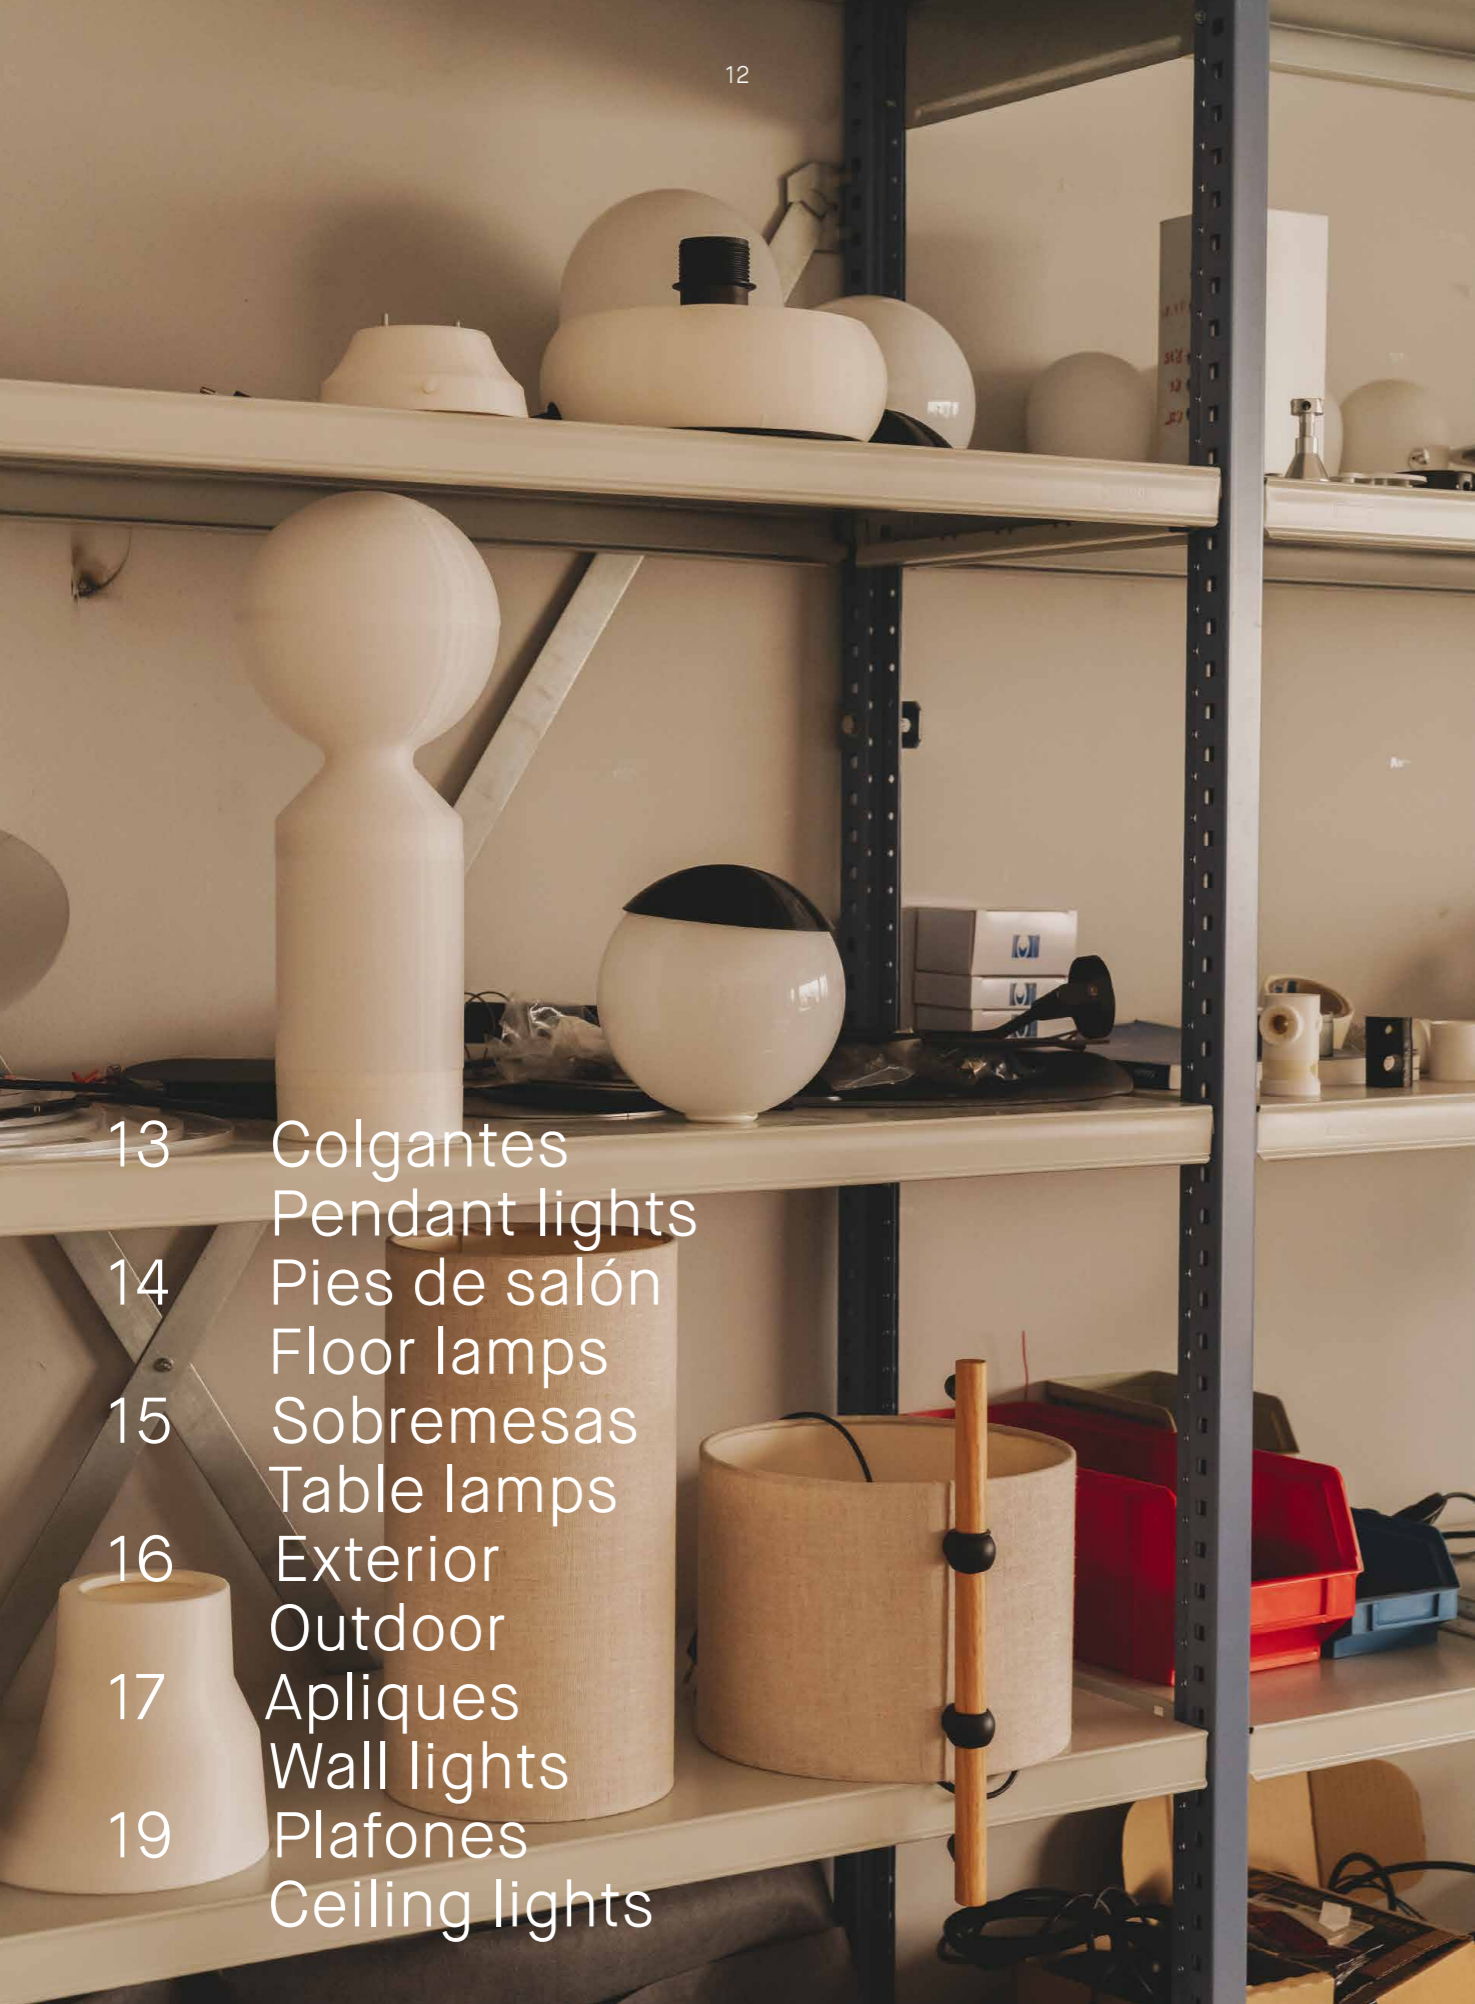 12
13 Colgantes
Pendant lights
14 Pies de salón
Floor lamps
15 Sobremesas
Table lamps
16 Exterior
Outdoor
17 Apliques
Wall lights
19 Plafones
Ceiling lights